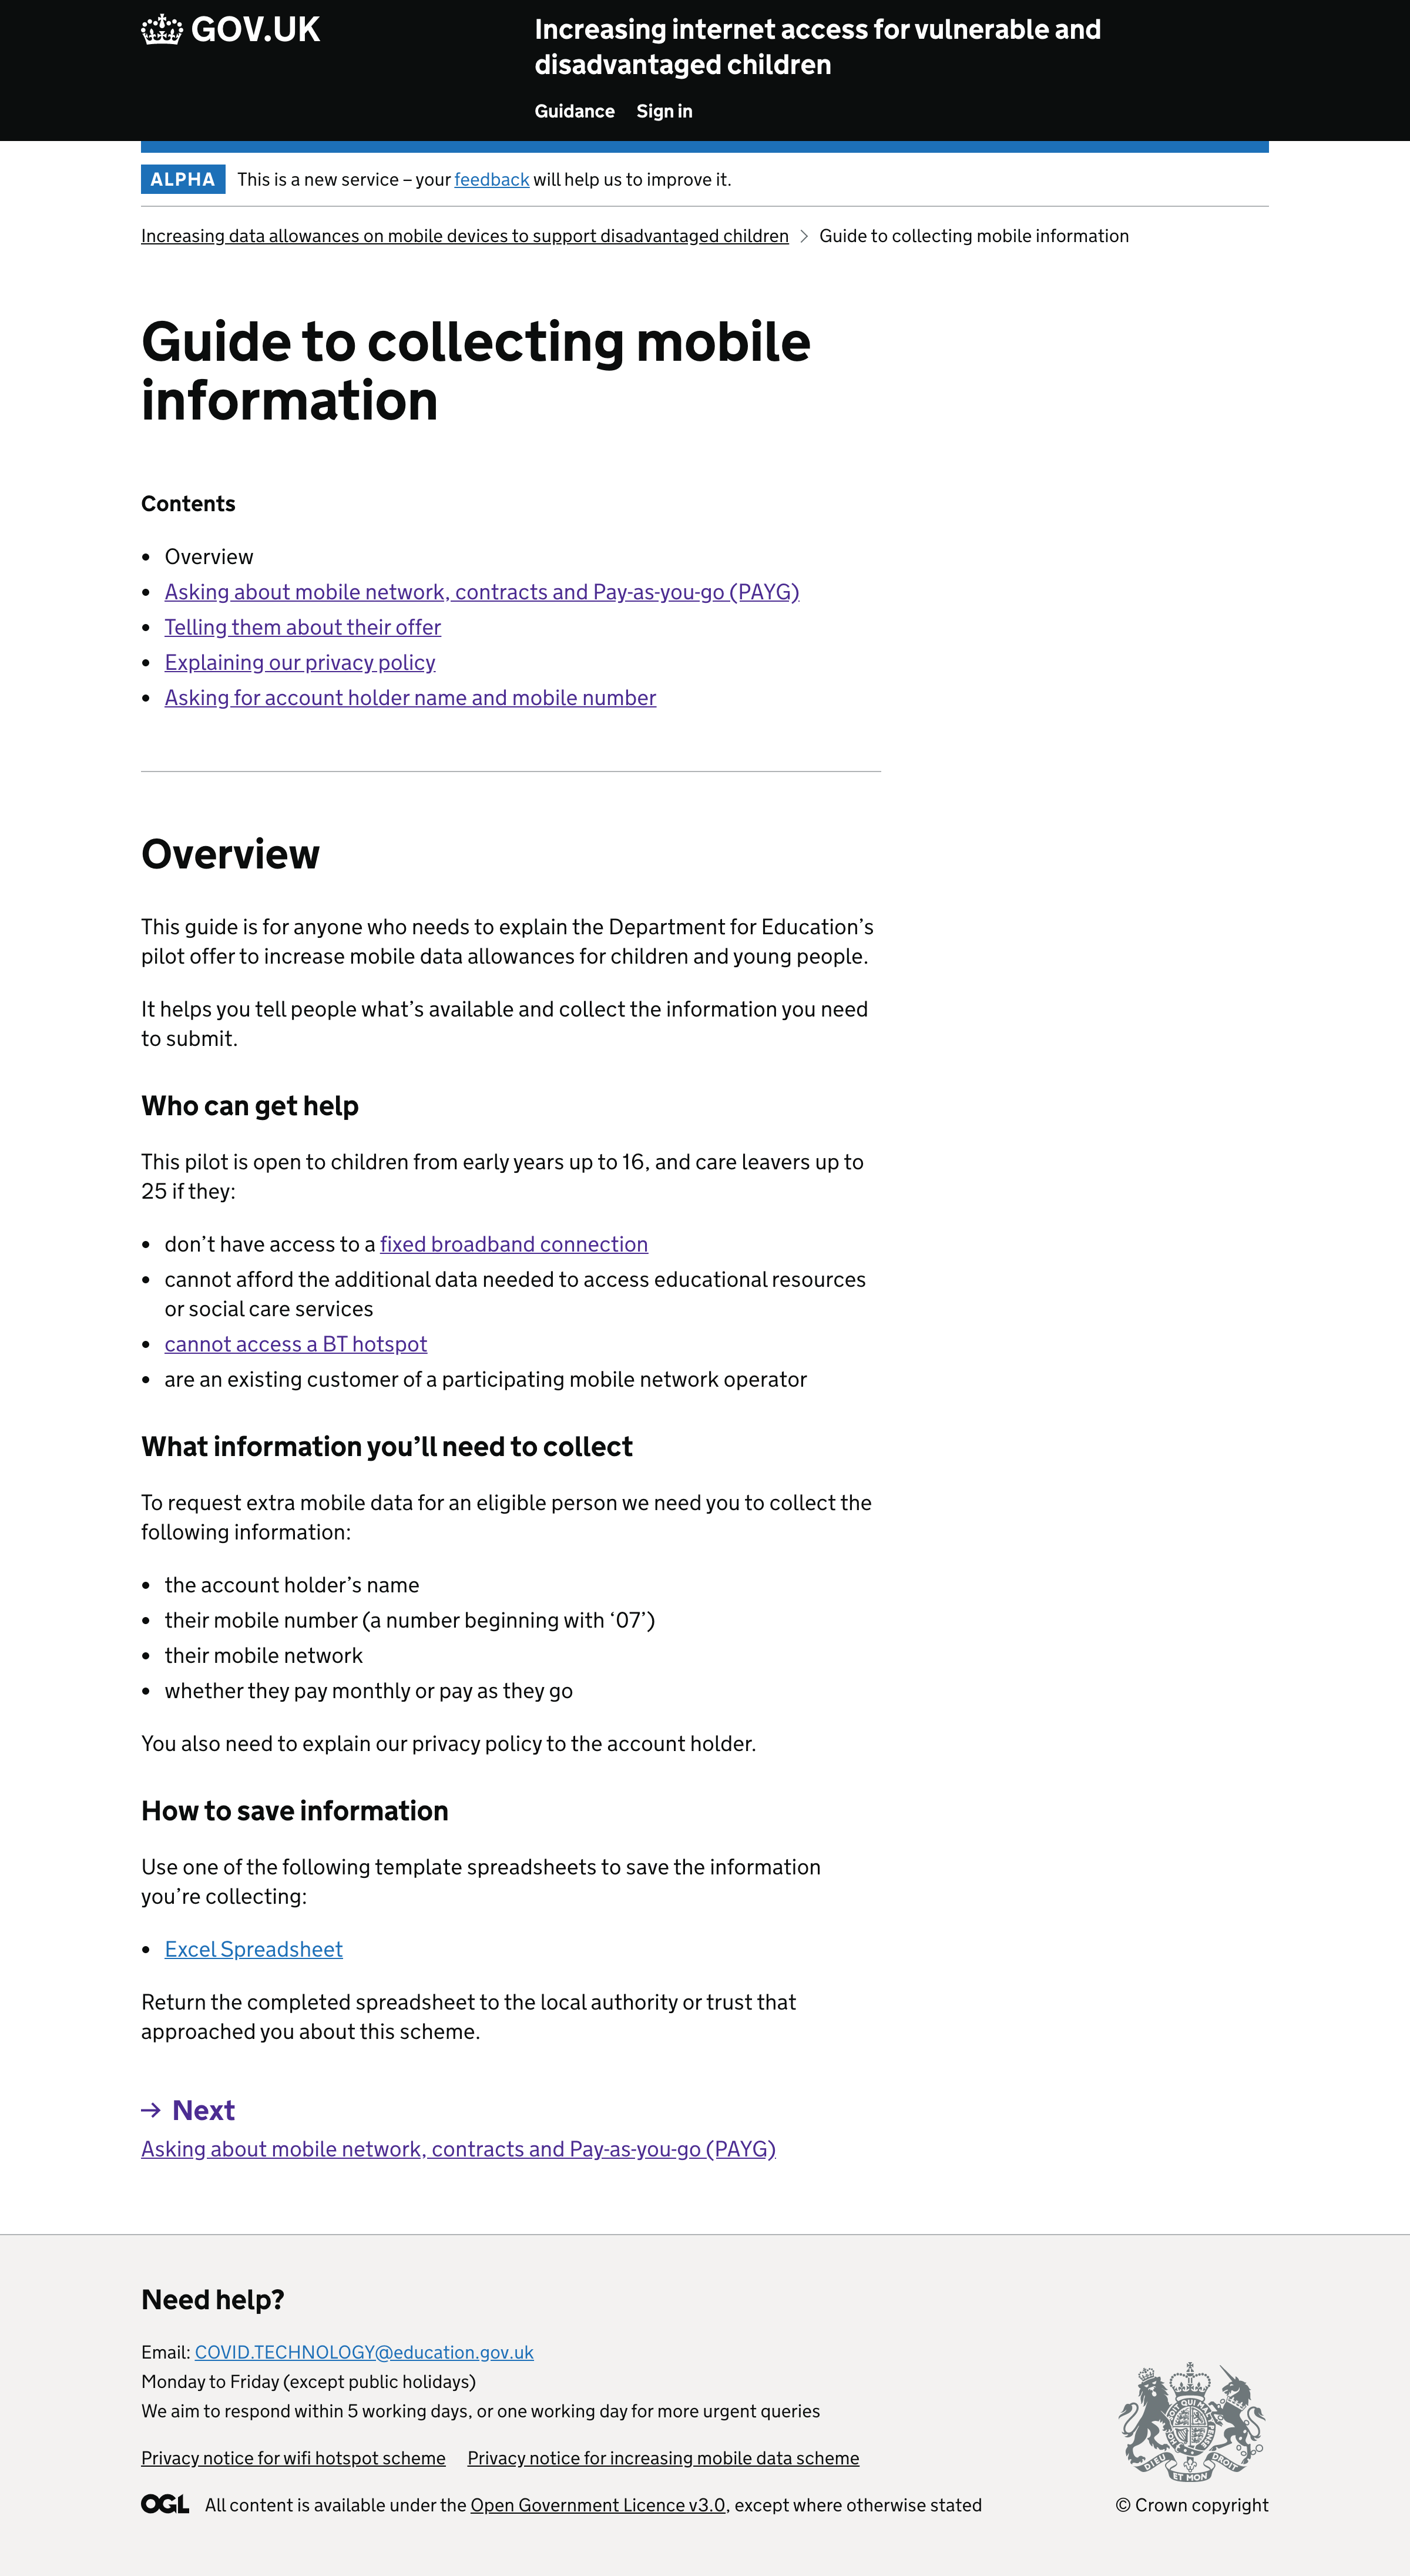 GOV.UK
Increasing internet access for vulnerable and
disadvantaged children
Guidance Sign in
ALPHA This is a new service – your feedback will help us to improve it.
Increasing data allowances on mobile devices to support disadvantaged children Guide to collecting mobile information
Guide to collecting mobile
information
Contents
• Overview
• Asking about mobile network, contracts and Pay-as-you-go (PAYG)
• Telling them about their offer
• Explaining our privacy policy
• Asking for account holder name and mobile number
Overview
This guide is for anyone who needs to explain the Department for Education’s
pilot offer to increase mobile data allowances for children and young people.
It helps you tell people what’s available and collect the information you need
to submit.
Who can get help
This pilot is open to children from early years up to 16, and care leavers up to
25 if they:
• don’t have access to a fixed broadband connection
• cannot afford the additional data needed to access educational resources
or social care services
• cannot access a BT hotspot
• are an existing customer of a participating mobile network operator
What information you’ll need to collect
To request extra mobile data for an eligible person we need you to collect the
following information:
• the account holder’s name
• their mobile number (a number beginning with ‘07’)
• their mobile network
• whether they pay monthly or pay as they go
You also need to explain our privacy policy to the account holder.
How to save information
Use one of the following template spreadsheets to save the information
you’re collecting:
• Excel Spreadsheet
Return the completed spreadsheet to the local authority or trust that
approached you about this scheme.
→ Next
Asking about mobile network, contracts and Pay-as-you-go (PAYG)
Need help?
Email: COVID.TECHNOLOGY@education.gov.uk
Monday to Friday (except public holidays)
We aim to respond within 5 working days, or one working day for more urgent queries
Privacy notice for wifi hotspot scheme Privacy notice for increasing mobile data scheme
DIEU ET MON DROIT
OGL All content is available under the Open Government Licence v3.0, except where otherwise stated
© Crown copyright